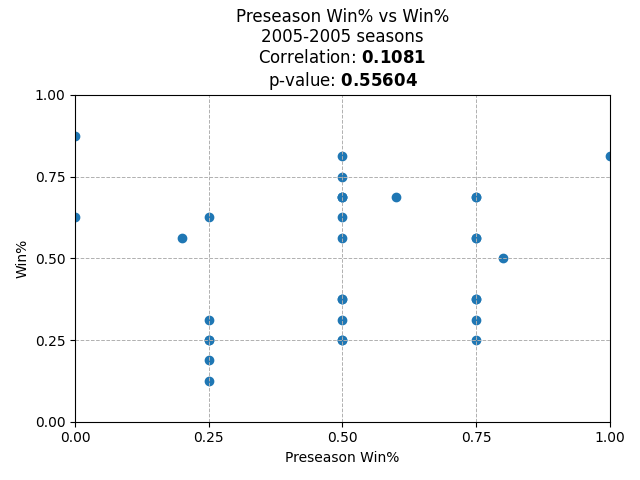 Preseason Win% vs Win%
2005-2005 seasons
Correlation: 0.1081
p-value: 0.55604
1.00
0.75
0.50
0.25
0.00
Win%
0.00 0.25 0.50 0.75 1.00
Preseason Win%